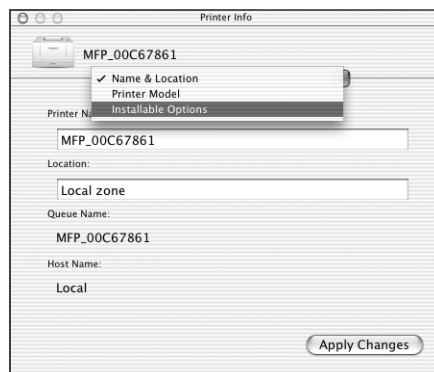 Printer Info
MFP_00C67861
✓ Name & Location
Printer Model
Installable Options
Printer
MFP_00C67861
Location:
Local zone
Queue Name:
MFP_00C67861
Host Name:
Local
Apply Changes